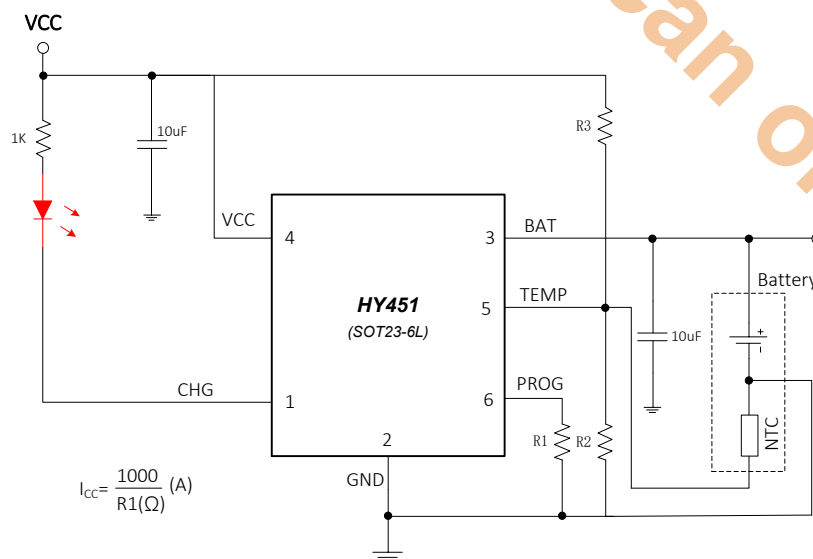 can o
VCC
1K
10uF
R3
VCC
4
3
BAT
HY451
(SOT23-6L)
5
TEMP
Battery
+
−
10uF
CHG
1
PROG
6
R1
R2
NTC
2
GND
ICC= 1000 / R1(Ω) (A)